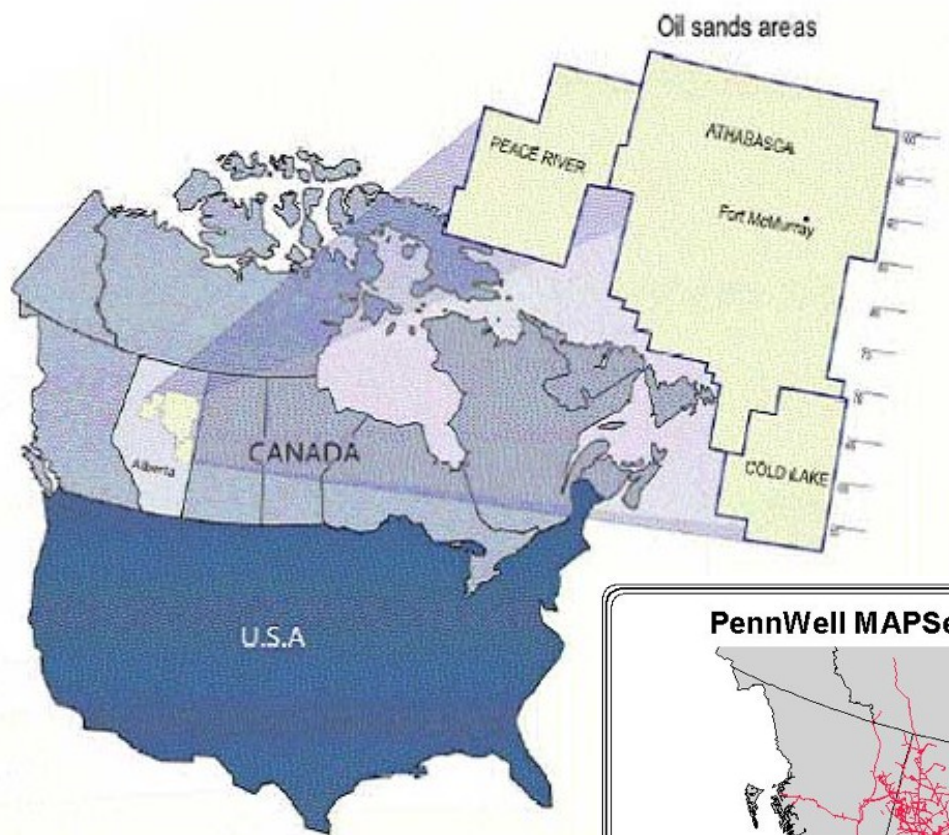 Oil sands areas
PEACE RIVER
ATHABASCA
Fort McMurray
COLD LAKE
CANADA
Alberta
U.S.A
PennWell MAPSe